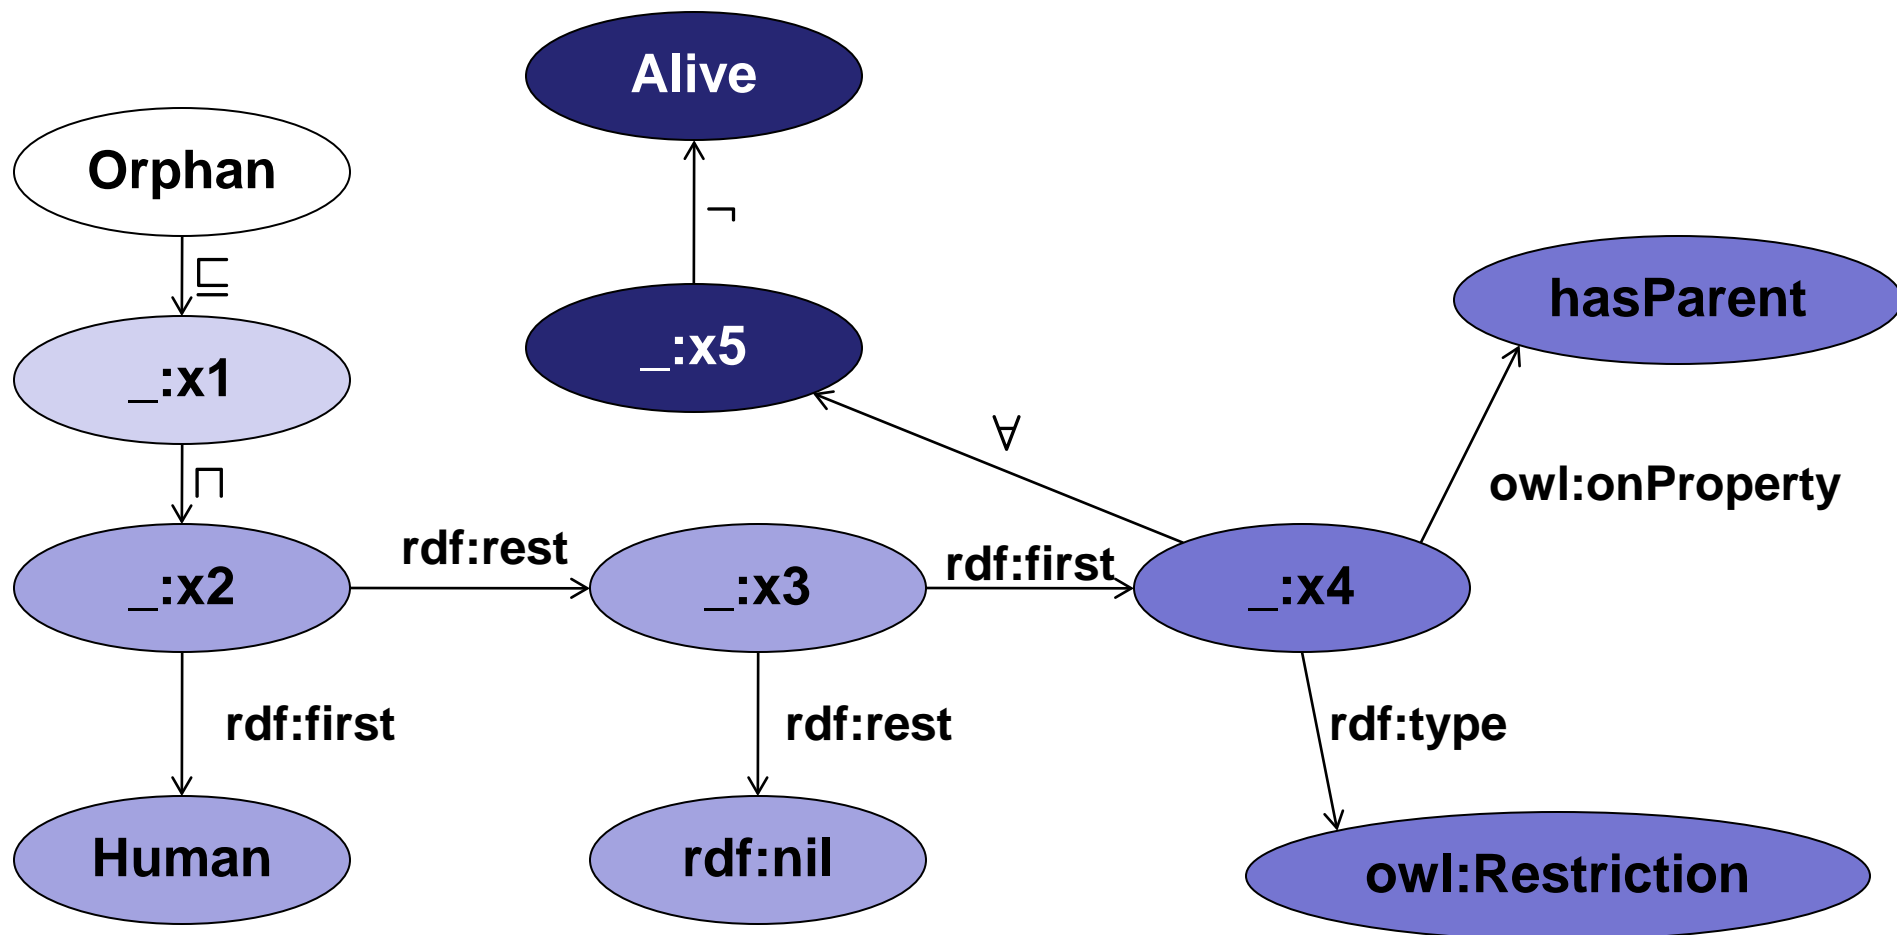 Alive
Orphan
¬
⊑
hasParent
_:x5
_:x1
∀
⊓
owl:onProperty
rdf:rest
rdf:first
_:x2
_:x3
_:x4
rdf:first
rdf:rest
rdf:type
Human
rdf:nil
owl:Restriction